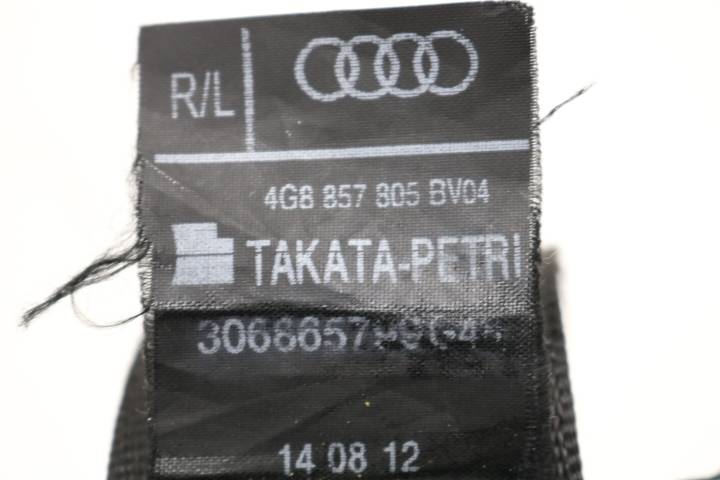 R/L
4G8 857 805 BV04
TAKATA-PETRI
14 08 12